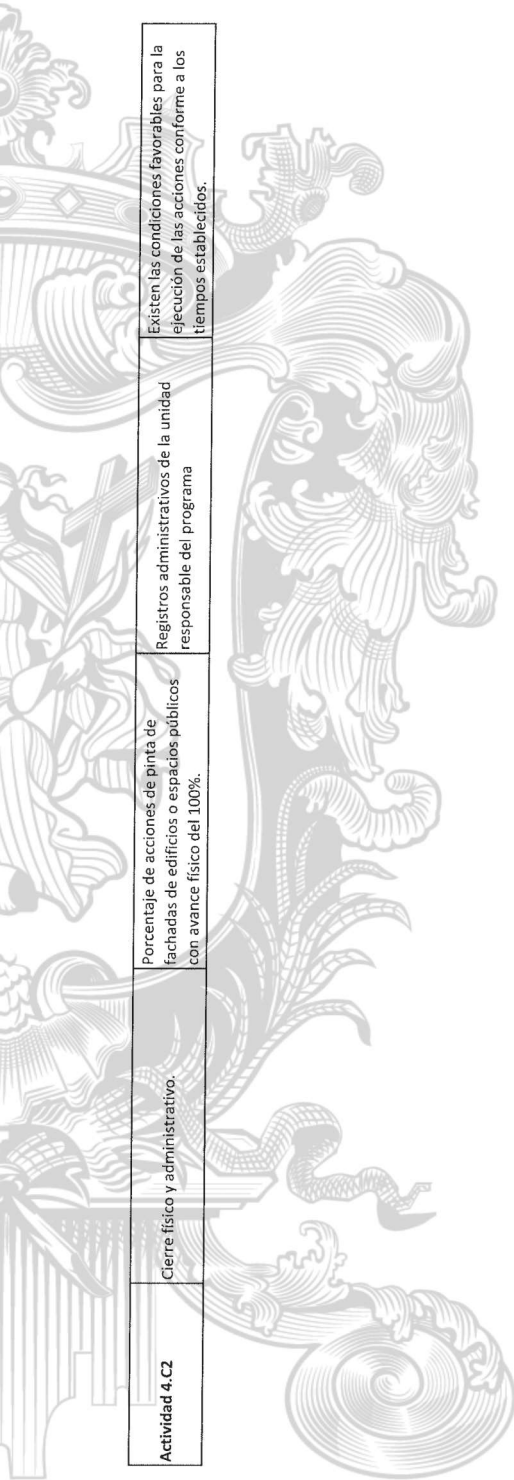 Actividad 4.C2
Cierre físico y administrativo.
Porcentaje de acciones de pinta de
fachadas de edificios o espacios públicos
con avance físico del 100%.
Registros administrativos de la unidad
responsable del programa
Existen las condiciones favorables para la
ejecución de las acciones conforme a los
tiempos establecidos.